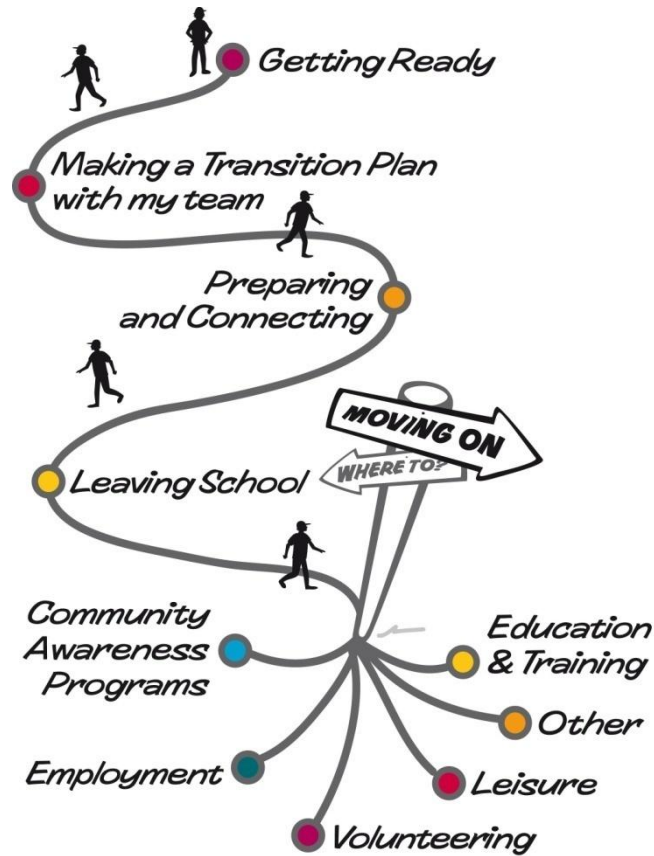 Getting Ready
Making a Transition Plan
with my team
Preparing
and Connecting
MOVING ON
WHERE TO?
Leaving School
Community
Awareness
Programs
Education
& Training
Other
Employment
Leisure
Volunteering